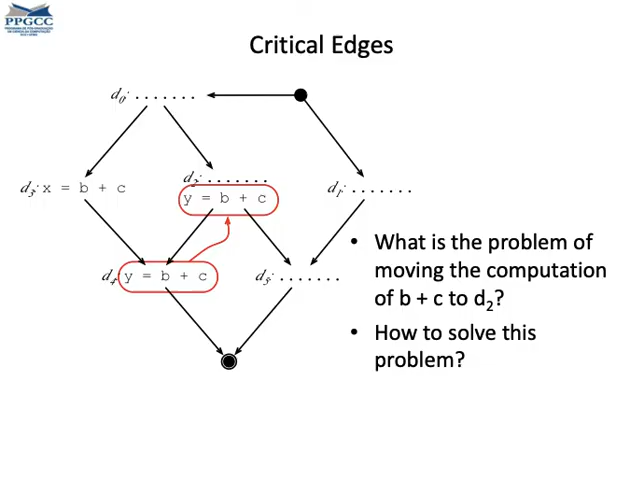 PPGCC
Critical Edges
d0: . . . . . . .
d3: x = b + c
d2: . . . . . . .
y = b + c
d1: . . . . . . .
d4: y = b + c
d5: . . . . . . .
• What is the problem of
moving the computation
of b + c to d2?
• How to solve this
problem?